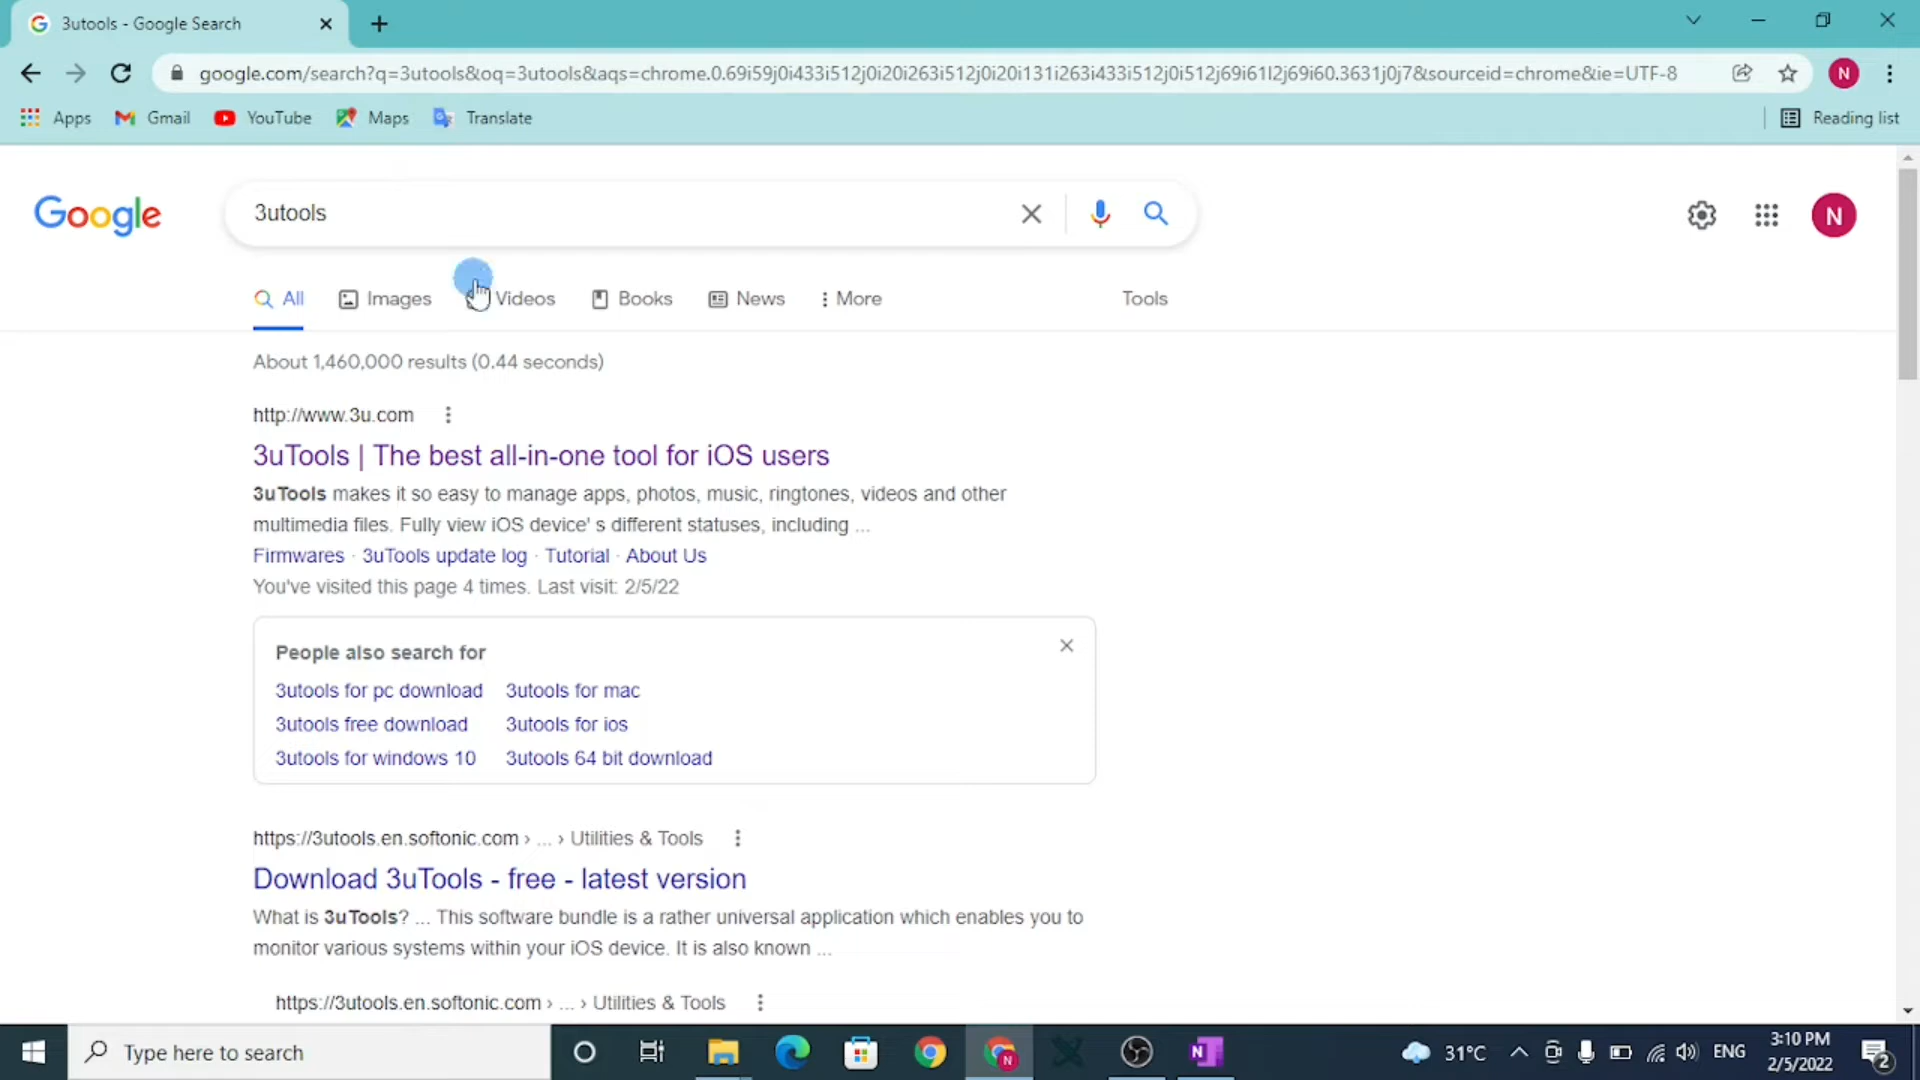 3utools - Google Search
google.com/search?q=3utools&oq=3utools&aqs=chrome.0.69i59j0i433i512j0i20i263i512j0i20i131i263i433i512j0i512j69i61l2j69i60.3631j0j7&sourceid=chrome&ie=UTF-8
N
Apps Gmail YouTube Maps Translate Reading list
Google
3utools
N
All Images Videos Books News More Tools
About 1,460,000 results (0.44 seconds)
http://www.3u.com
3uTools | The best all-in-one tool for iOS users
3uTools makes it so easy to manage apps, photos, music, ringtones, videos and other
multimedia files. Fully view iOS device' s different statuses, including ...
Firmwares · 3uTools update log · Tutorial · About Us
You've visited this page 4 times. Last visit: 2/5/22
People also search for
3utools for pc download 3utools for mac
3utools free download 3utools for ios
3utools for windows 10 3utools 64 bit download
https://3utools.en.softonic.com › ... › Utilities & Tools
Download 3uTools - free - latest version
What is 3uTools? ... This software bundle is a rather universal application which enables you to
monitor various systems within your iOS device. It is also known ...
https://3utools.en.softonic.com › ... › Utilities & Tools
Type here to search
N
N
31°C
ENG
3:10 PM
2/5/2022
2